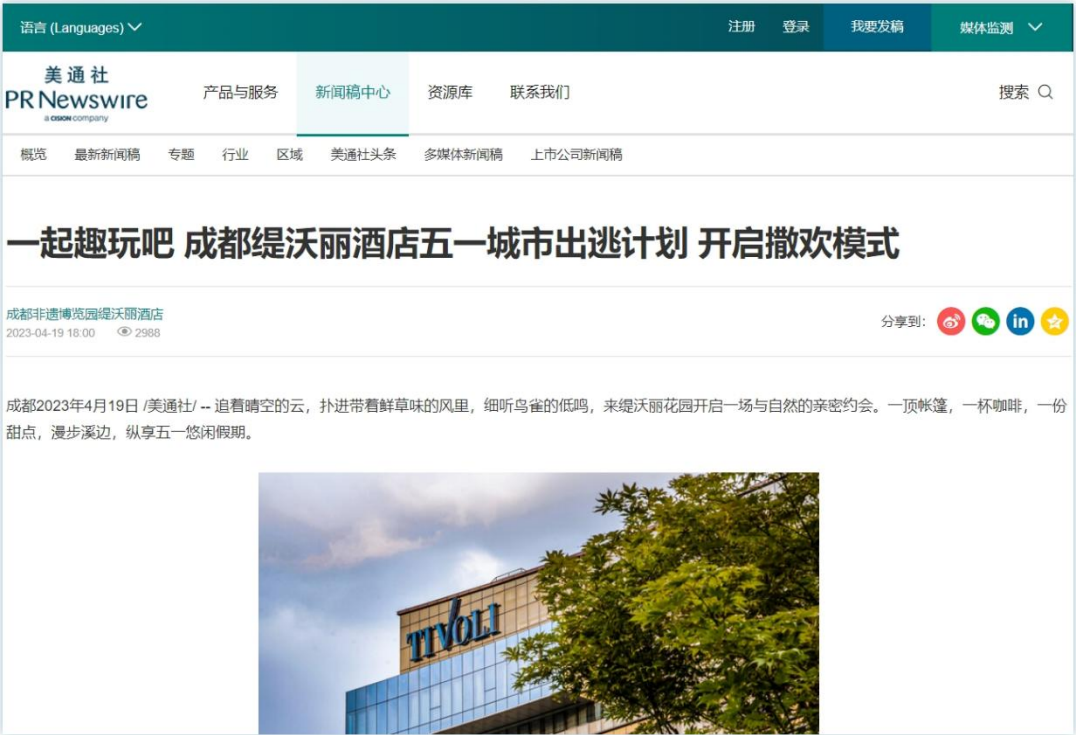 语言 (Languages)
注册
登录
我要发稿
媒体监测
美通社
PR Newswire
a CISION company
产品与服务
新闻稿中心
资源库
联系我们
搜索
概览
最新新闻稿
专题
行业
区域
美通社头条
多媒体新闻稿
上市公司新闻稿
一起趣玩吧 成都缇沃丽酒店五一城市出逃计划 开启撒欢模式
成都非遗博览园缇沃丽酒店
2023-04-19 18:00
2988
分享到:
in
成都2023年4月19日 /美通社/ -- 追着晴空的云，扑进带着鲜草味的风里，细听鸟雀的低鸣，来缇沃丽花园开启一场与自然的亲密约会。一顶帐篷，一杯咖啡，一份
甜点，漫步溪边，纵享五一悠闲假期。
TIVOLI